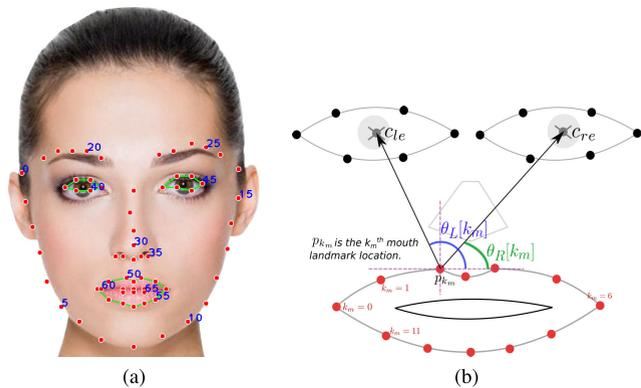 20
25
0
40
45
15
30
35
50
60
65
55
5
10
c_le
c_re
θ_L[k_m]
p_{k_m} is the k_m^th mouth
landmark location.
θ_R[k_m]
p_{k_m}
k_m = 1
k_m = 0
k_m = 6
k_m = 11
(a)
(b)